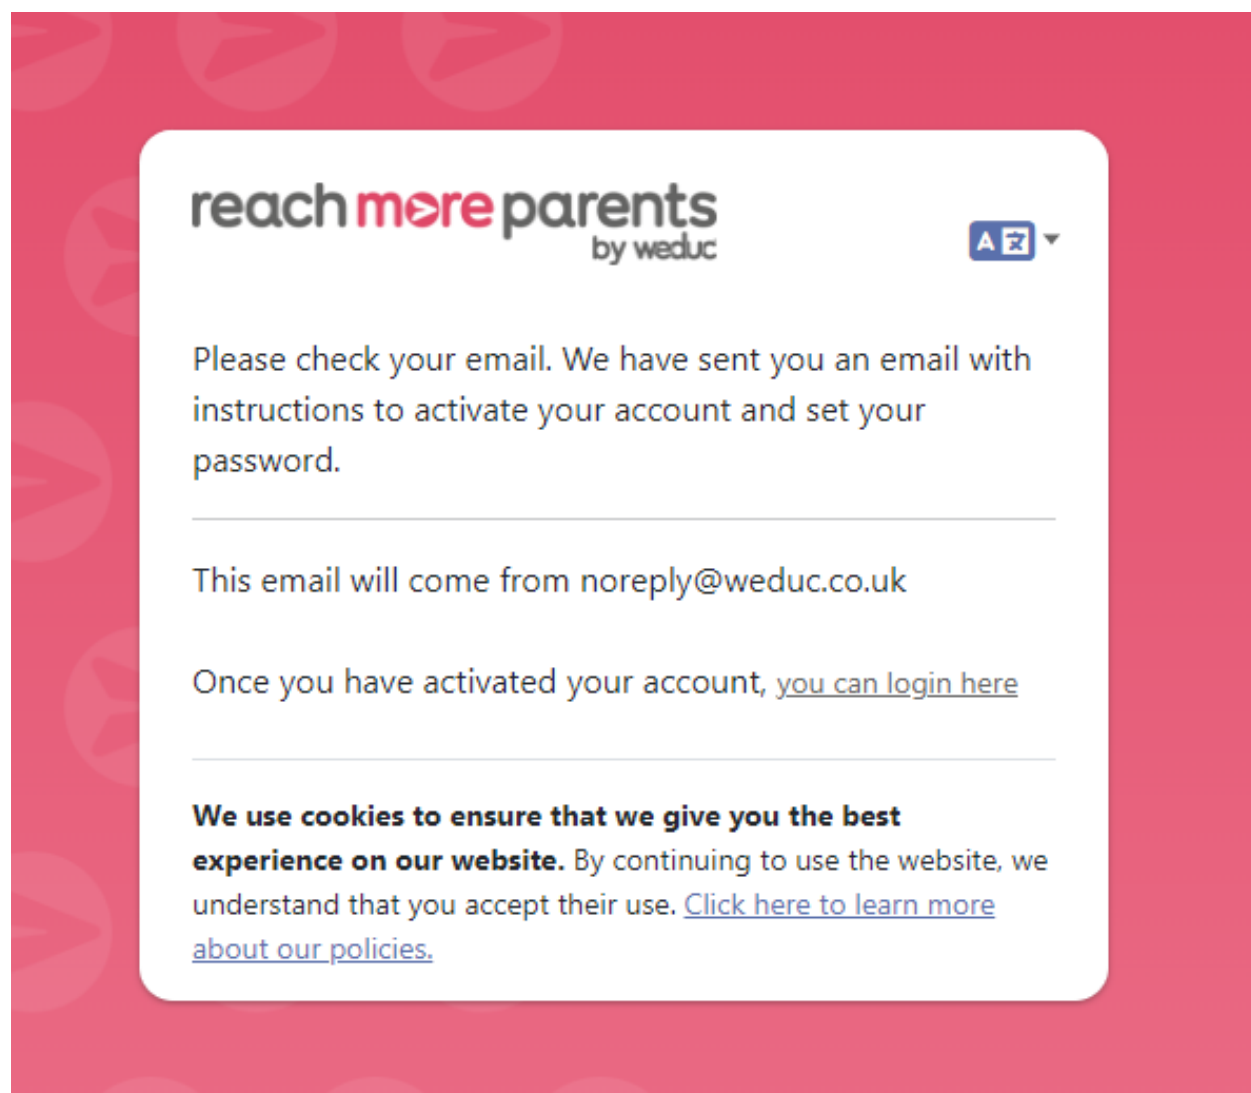 reach more parents
by weduc
A
Please check your email. We have sent you an email with
instructions to activate your account and set your
password.
This email will come from noreply@weduc.co.uk
Once you have activated your account, you can login here
We use cookies to ensure that we give you the best
experience on our website. By continuing to use the website, we
understand that you accept their use. Click here to learn more
about our policies.